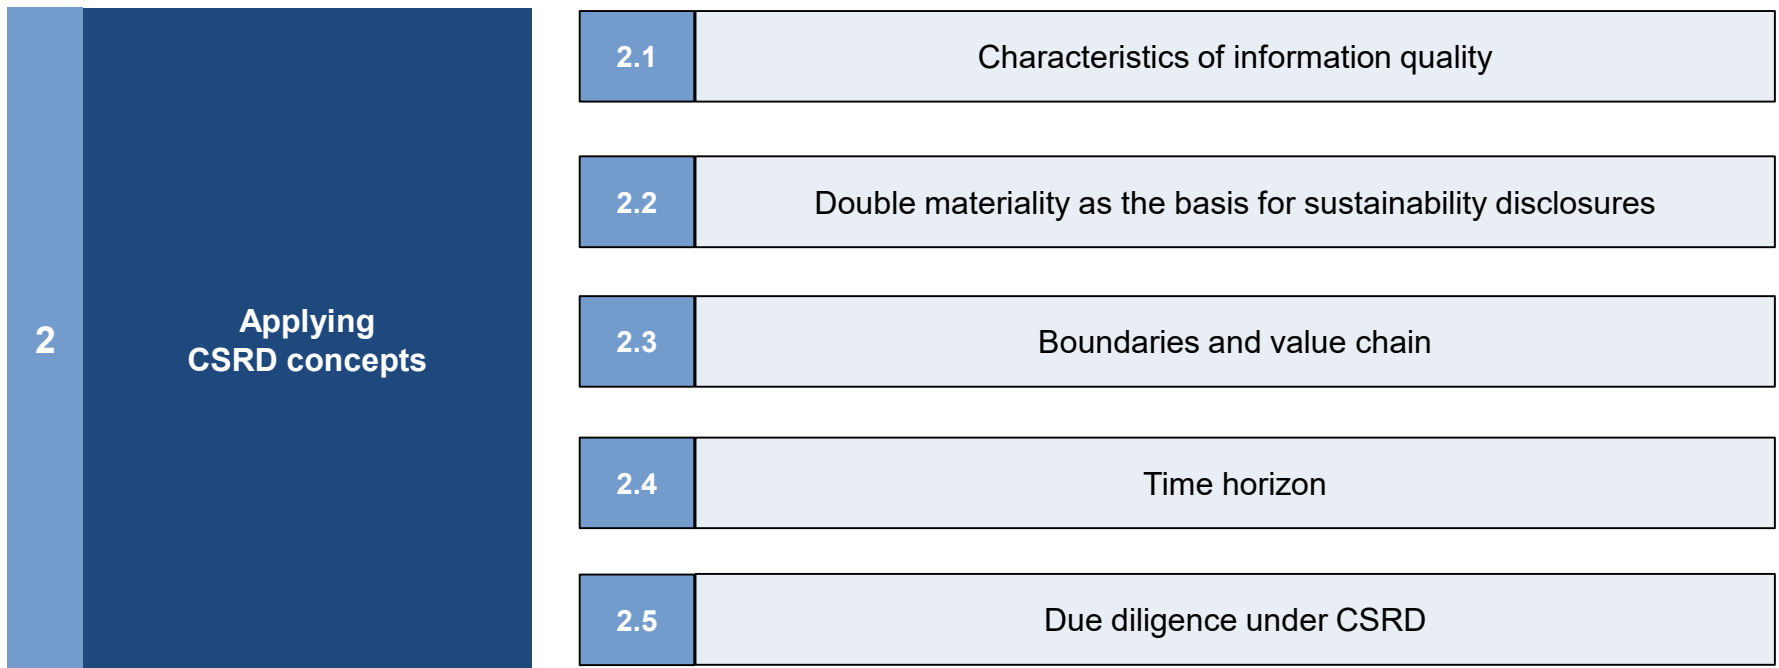 2
Applying
CSRD concepts
2.1
Characteristics of information quality
2.2
Double materiality as the basis for sustainability disclosures
2.3
Boundaries and value chain
2.4
Time horizon
2.5
Due diligence under CSRD